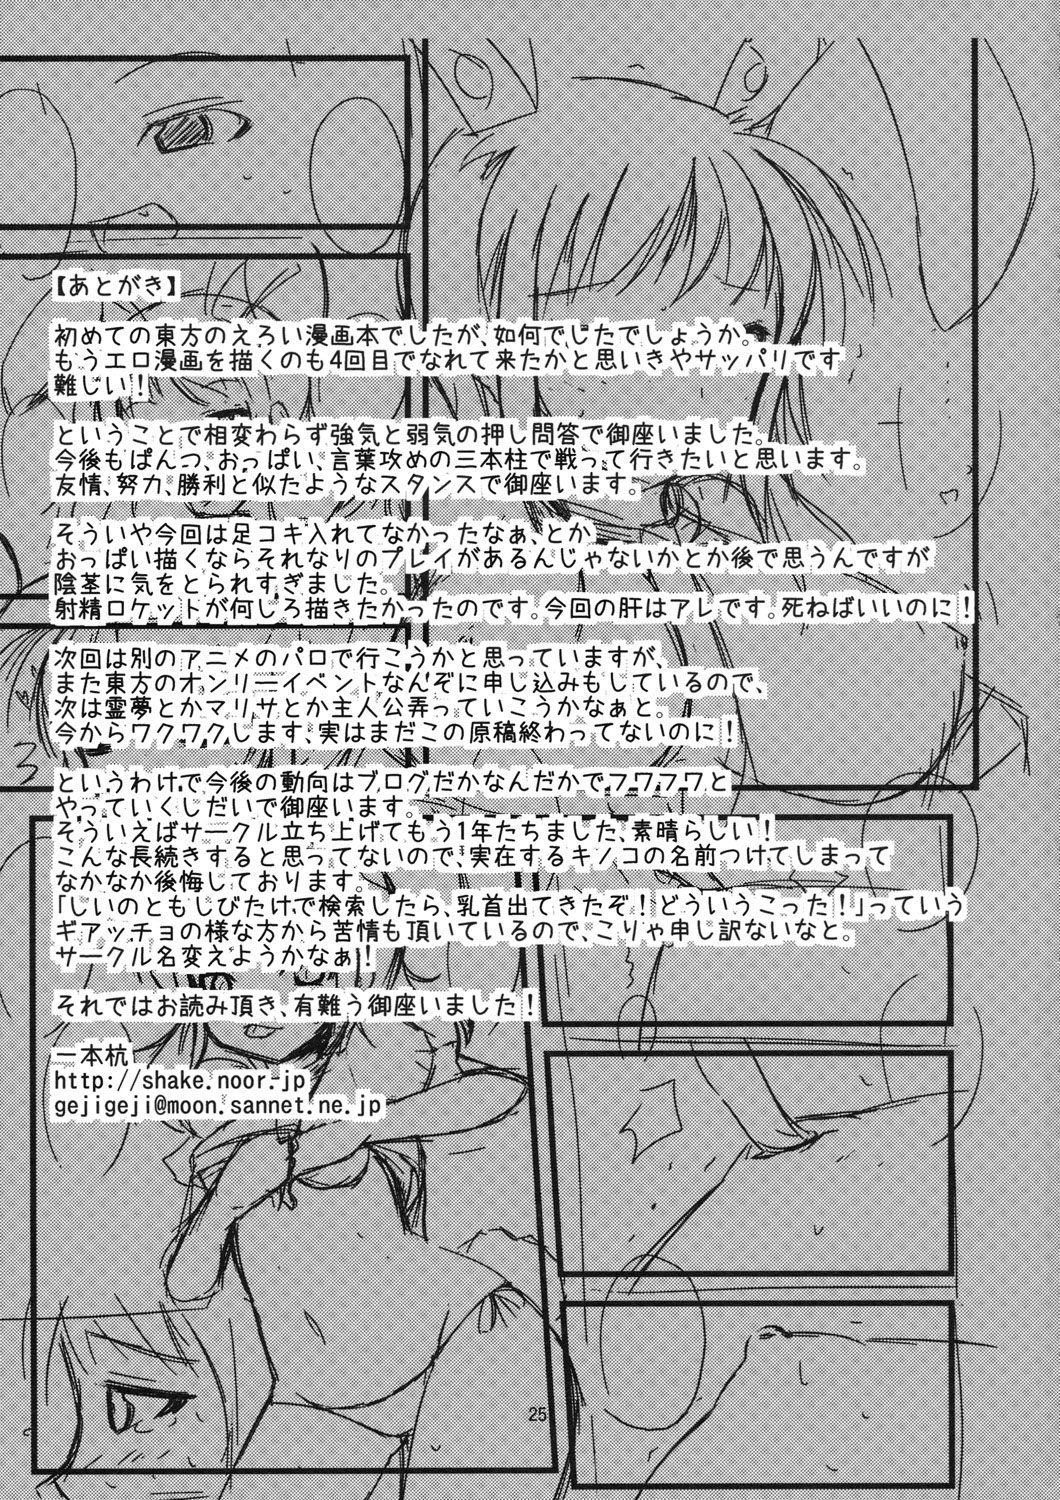 【あとがき】
初めての東方のえろい漫画本でしたが、如何でしたでしょうか。
もうエロ漫画を描くのも4回目でなれて来たかと思いきやサッパリです
難しい!
ということで相変わらず強気と弱気の押し問答で御座いました。
今後もぱんつ、おっぱい、言葉攻めの三本柱で戦って行きたいと思います。
友情、努力、勝利と似たようなスタンスで御座います。
そういや今回は足コキ入れてなかったなぁ、とか
おっぱい描くならそれなりのプレイがあるんじゃないかとか後で思うんですが
陰茎に気をとられすぎました。
射精ロケットが何しろ描きたかったのです。今回の肝はアレです。死ねばいいのに!
次回は別のアニメのパロで行こうかと思っていますが、
また東方のオンリーイベントなんぞに申し込みもしているので、
次は霊夢とかマリサとか主人公弄っていこうかなぁと。
今からワクワクします、実はまだこの原稿終わってないのに!
というわけで今後の動向はブログだかなんだかでフワフワと
やっていくしだいで御座います。
そういえばサークル立ち上げてもう1年たちました、素晴らしい!
こんな長続きすると思ってないので、実在するキノコの名前つけてしまって
なかなか後悔しております。
「しいのともしびたけで検索したら、乳首出てきたぞ!どういうこった!」っていう
ギアッチョの様な方から苦情も頂いているので、こりゃ申し訳ないなと。
サークル名変えようかなぁ!
それではお読み頂き、有難う御座いました!
一本杭
http://shake.noor.jp
gejigeji@moon.sannet.ne.jp
25